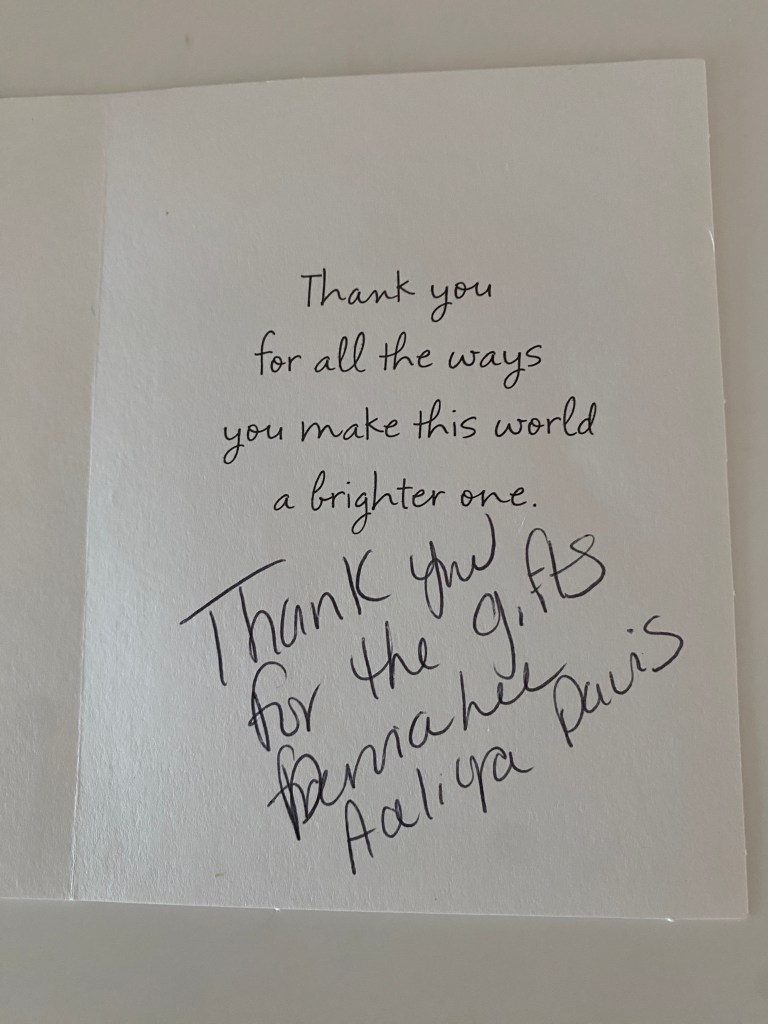 Thank you
for all the ways
you make this world
a brighter one.
Thank you
for the gifts
Aaliya Davis